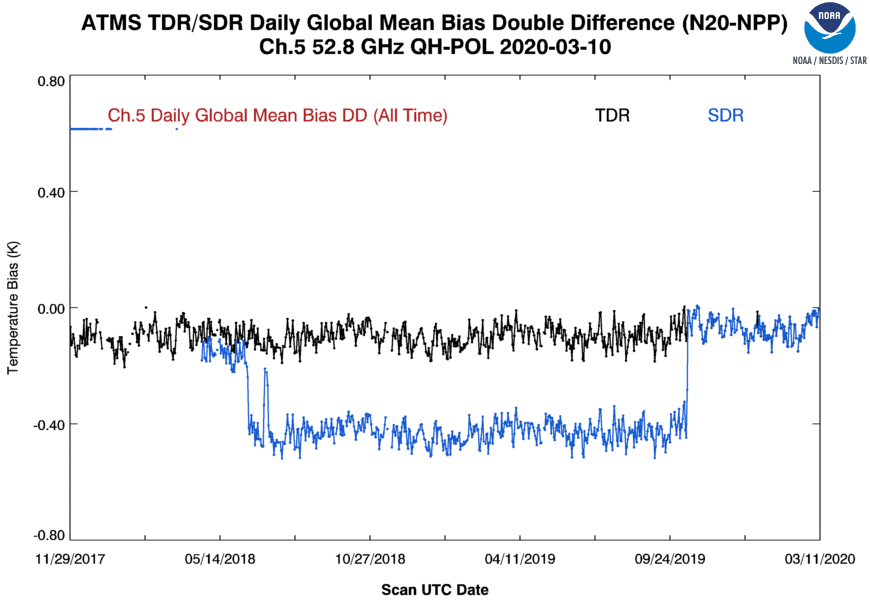 ATMS TDR/SDR Daily Global Mean Bias Double Difference (N20-NPP)
Ch.5 52.8 GHz QH-POL 2020-03-10
NOAA
NOAA / NESDIS / STAR
0.80
Ch.5 Daily Global Mean Bias DD (All Time) TDR SDR
0.40
0.00
-0.40
-0.80
Temperature Bias (K)
11/29/2017 05/14/2018 10/27/2018 04/11/2019 09/24/2019 03/11/2020
Scan UTC Date